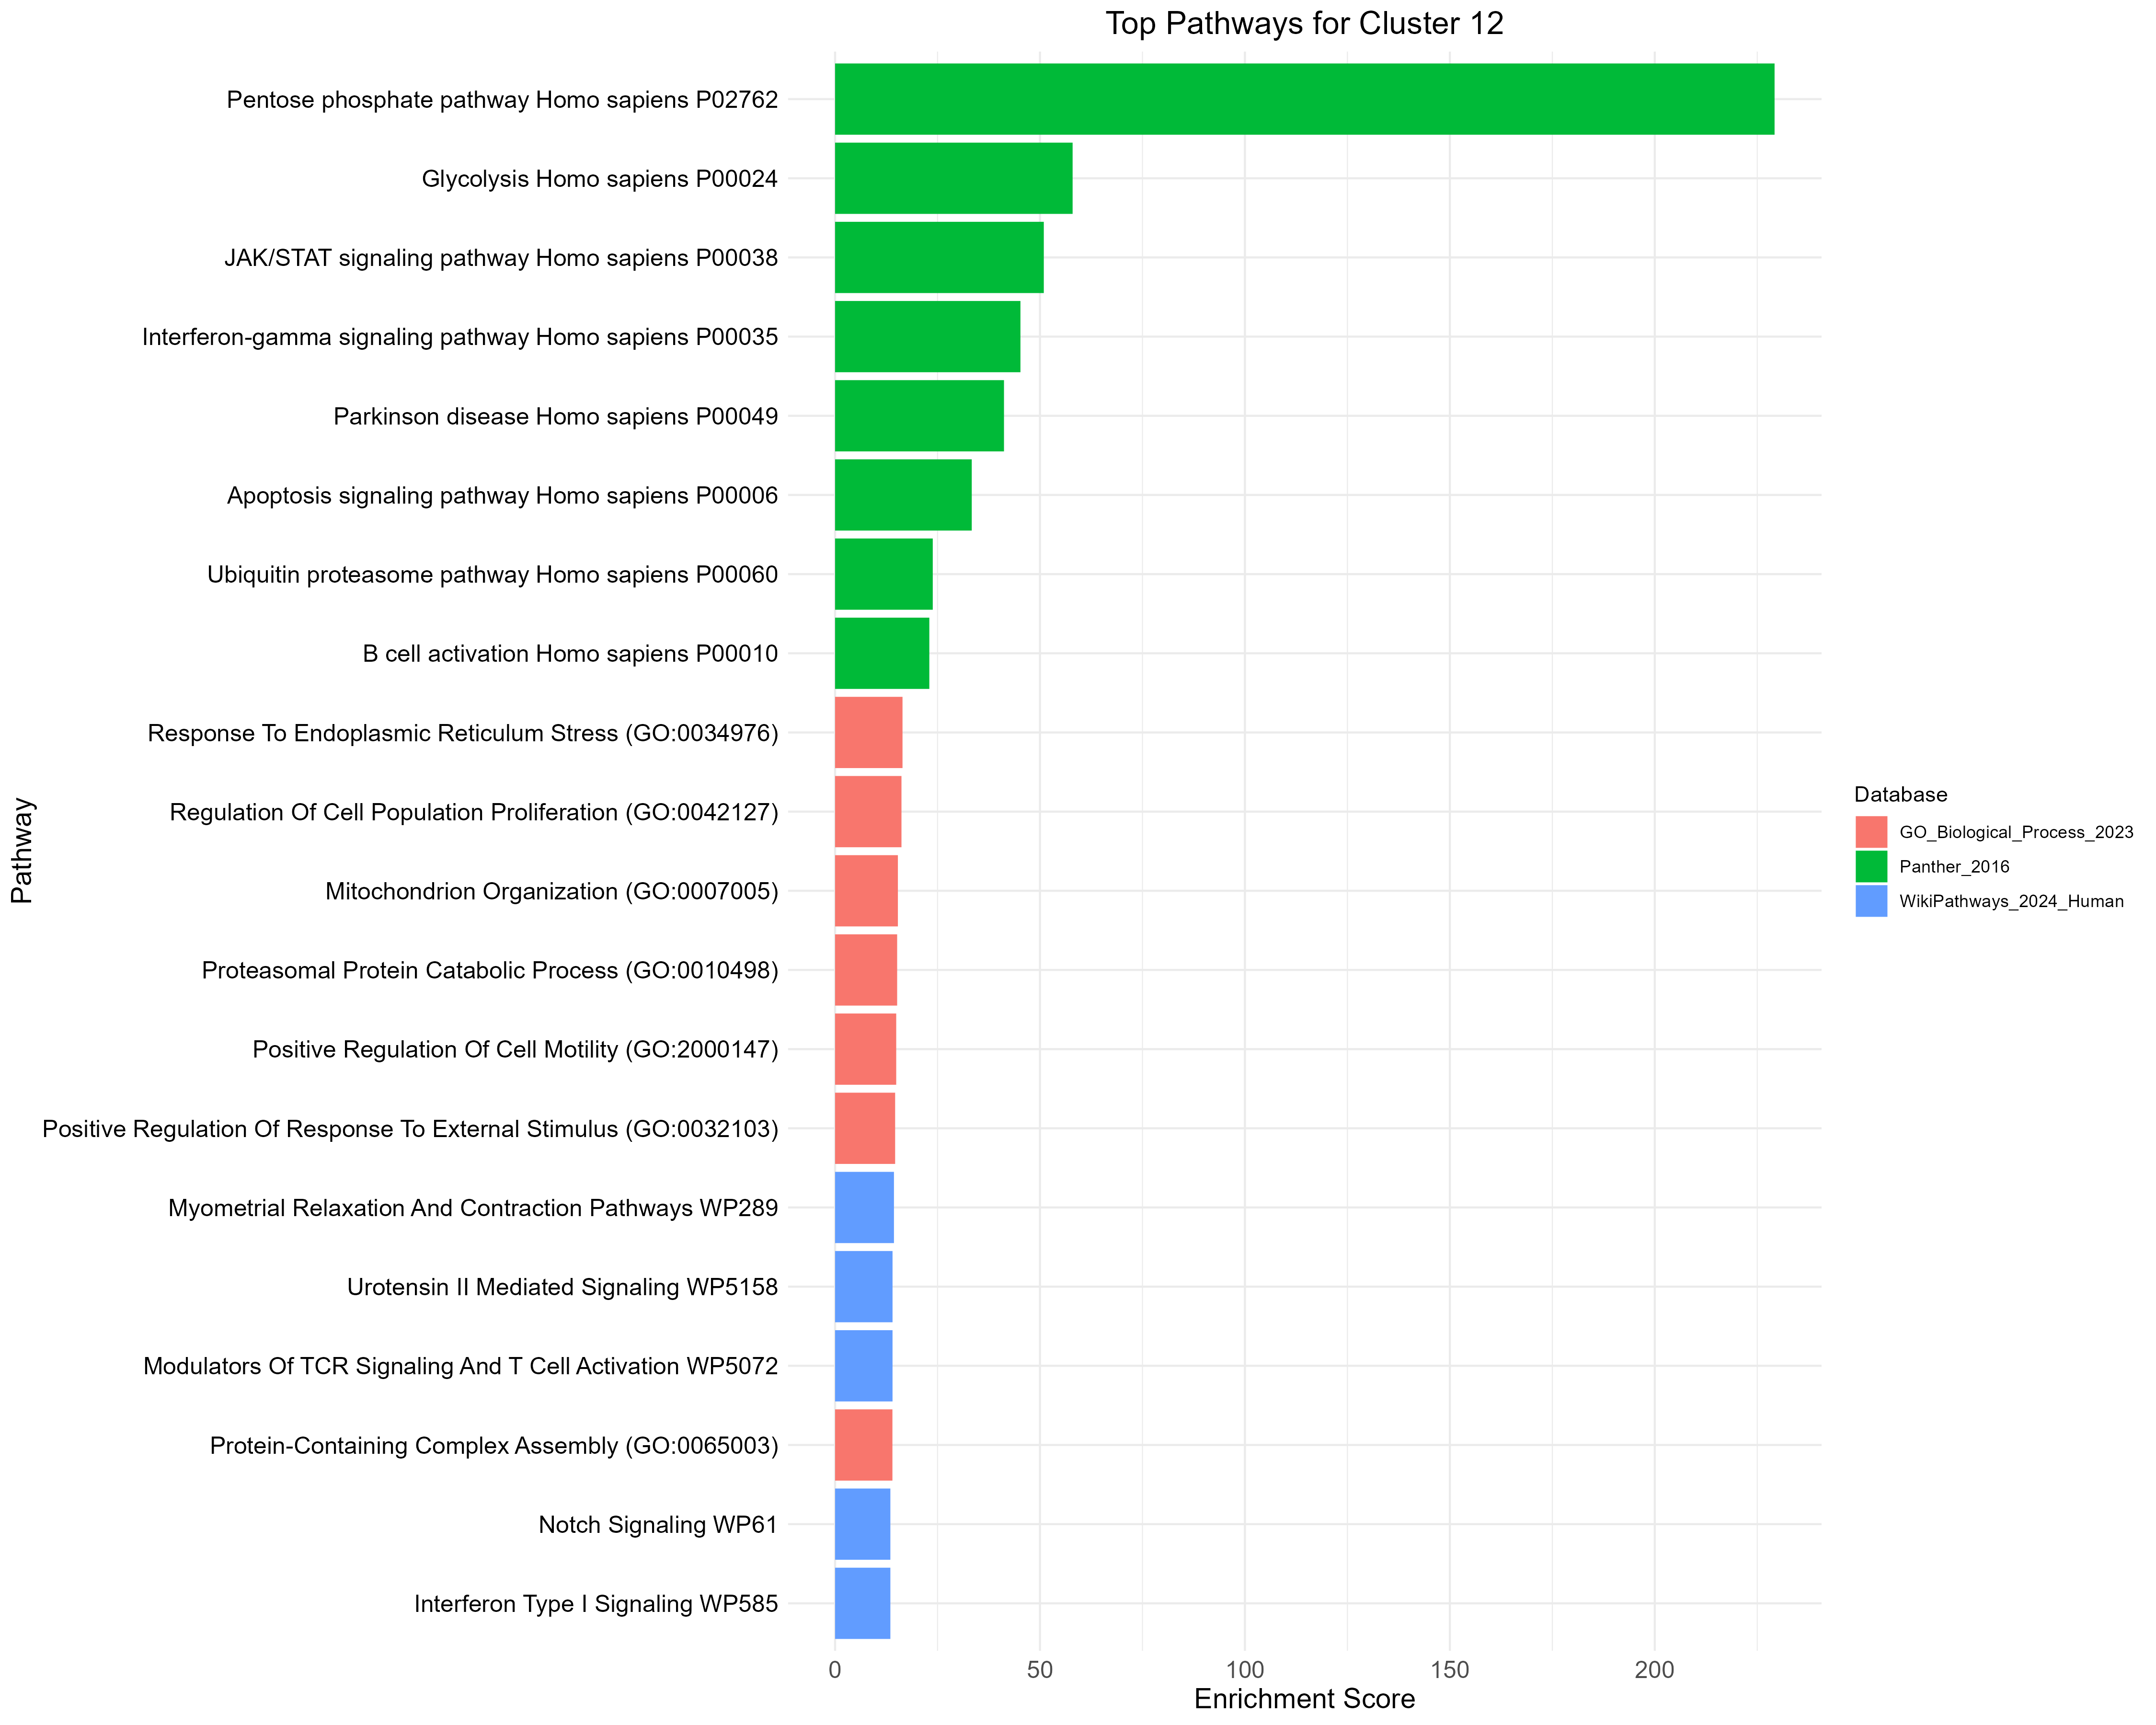 Top Pathways for Cluster 12
Pathway
Pentose phosphate pathway Homo sapiens P02762
Glycolysis Homo sapiens P00024
JAK/STAT signaling pathway Homo sapiens P00038
Interferon-gamma signaling pathway Homo sapiens P00035
Parkinson disease Homo sapiens P00049
Apoptosis signaling pathway Homo sapiens P00006
Ubiquitin proteasome pathway Homo sapiens P00060
B cell activation Homo sapiens P00010
Response To Endoplasmic Reticulum Stress (GO:0034976)
Regulation Of Cell Population Proliferation (GO:0042127)
Mitochondrion Organization (GO:0007005)
Proteasomal Protein Catabolic Process (GO:0010498)
Positive Regulation Of Cell Motility (GO:2000147)
Positive Regulation Of Response To External Stimulus (GO:0032103)
Myometrial Relaxation And Contraction Pathways WP289
Urotensin II Mediated Signaling WP5158
Modulators Of TCR Signaling And T Cell Activation WP5072
Protein-Containing Complex Assembly (GO:0065003)
Notch Signaling WP61
Interferon Type I Signaling WP585
0 50 100 150 200
Enrichment Score
Database
GO_Biological_Process_2023
Panther_2016
WikiPathways_2024_Human